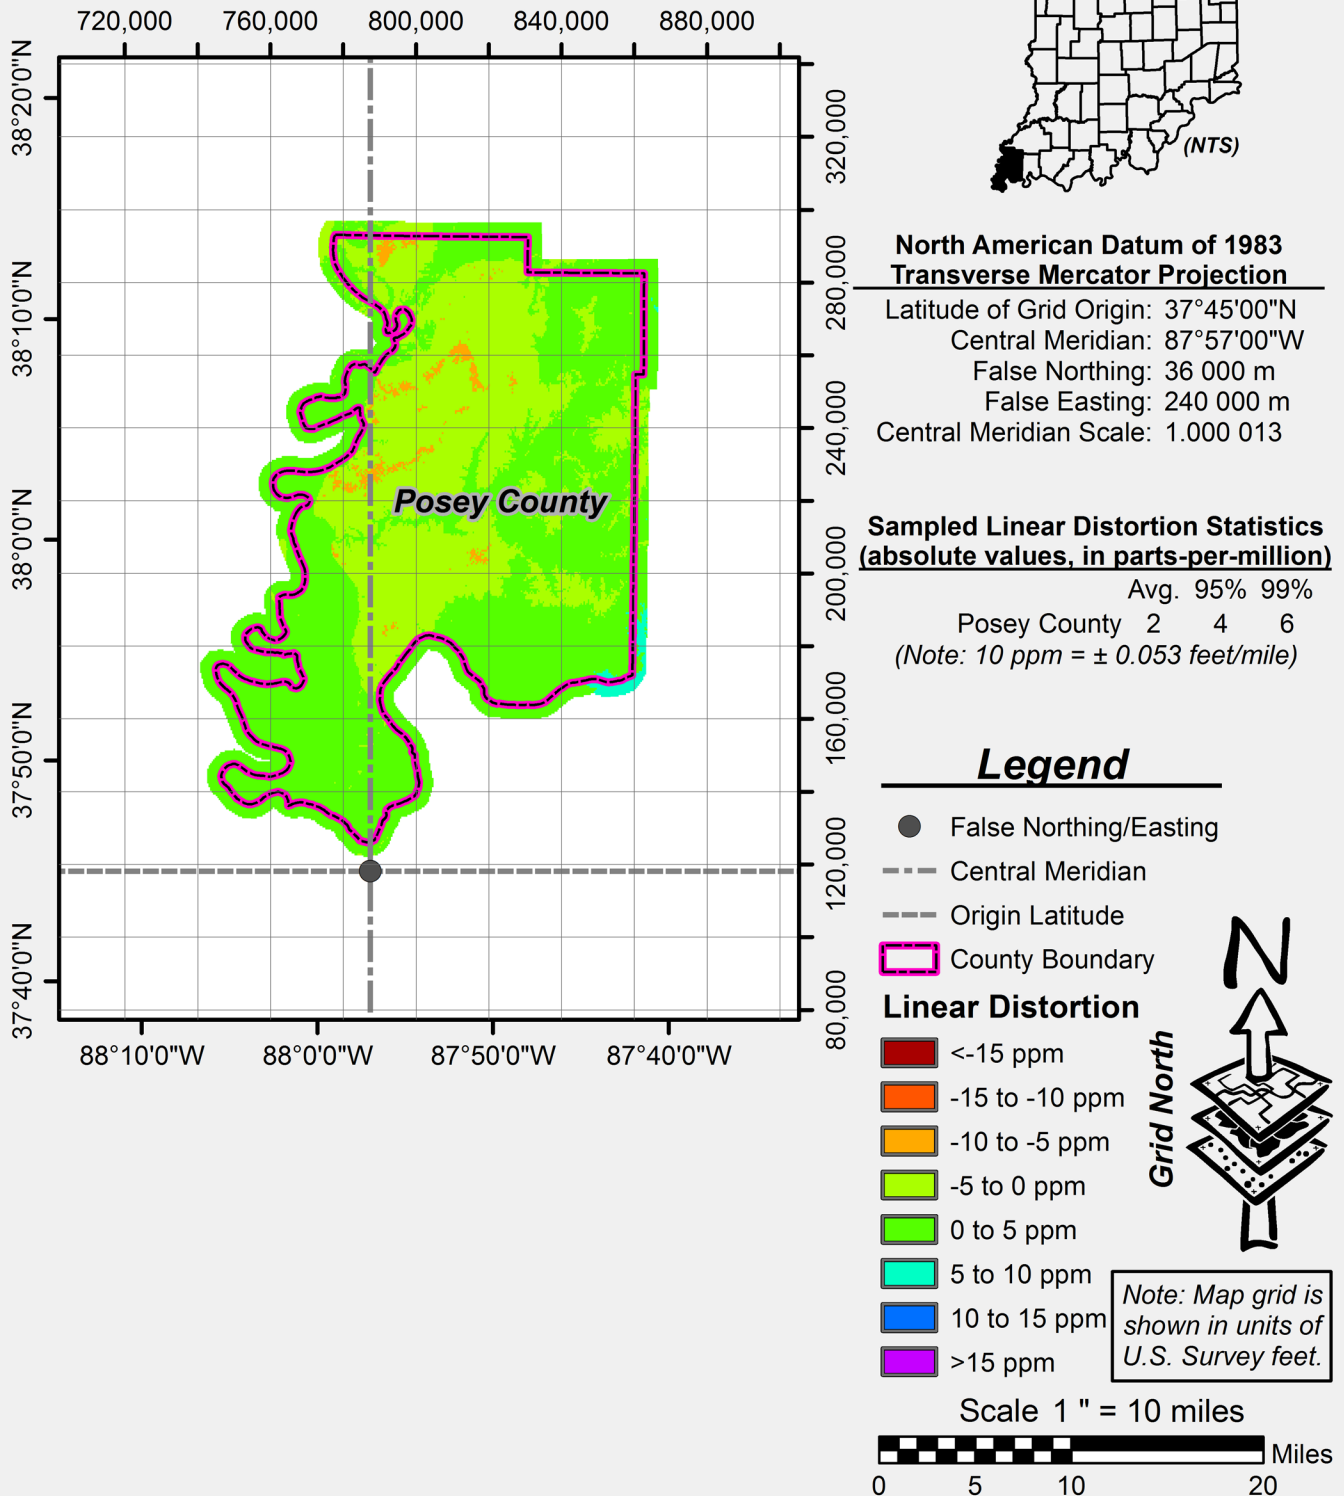 720,000 760,000 800,000 840,000 880,000
38°20'0"N
38°10'0"N
38°0'0"N
37°50'0"N
37°40'0"N
320,000
280,000
240,000
200,000
160,000
120,000
80,000
88°10'0"W 88°0'0"W 87°50'0"W 87°40'0"W
Posey County
(NTS)
North American Datum of 1983
Transverse Mercator Projection
Latitude of Grid Origin: 37°45'00"N
Central Meridian: 87°57'00"W
False Northing: 36 000 m
False Easting: 240 000 m
Central Meridian Scale: 1.000 013
Sampled Linear Distortion Statistics
(absolute values, in parts-per-million)
Avg. 95% 99%
Posey County 2 4 6
(Note: 10 ppm = ± 0.053 feet/mile)
Legend
False Northing/Easting
Central Meridian
Origin Latitude
County Boundary
Linear Distortion
<-15 ppm
-15 to -10 ppm
-10 to -5 ppm
-5 to 0 ppm
0 to 5 ppm
5 to 10 ppm
10 to 15 ppm
>15 ppm
N
Grid North
Note: Map grid is
shown in units of
U.S. Survey feet.
Scale 1 " = 10 miles
Miles
0 5 10 20